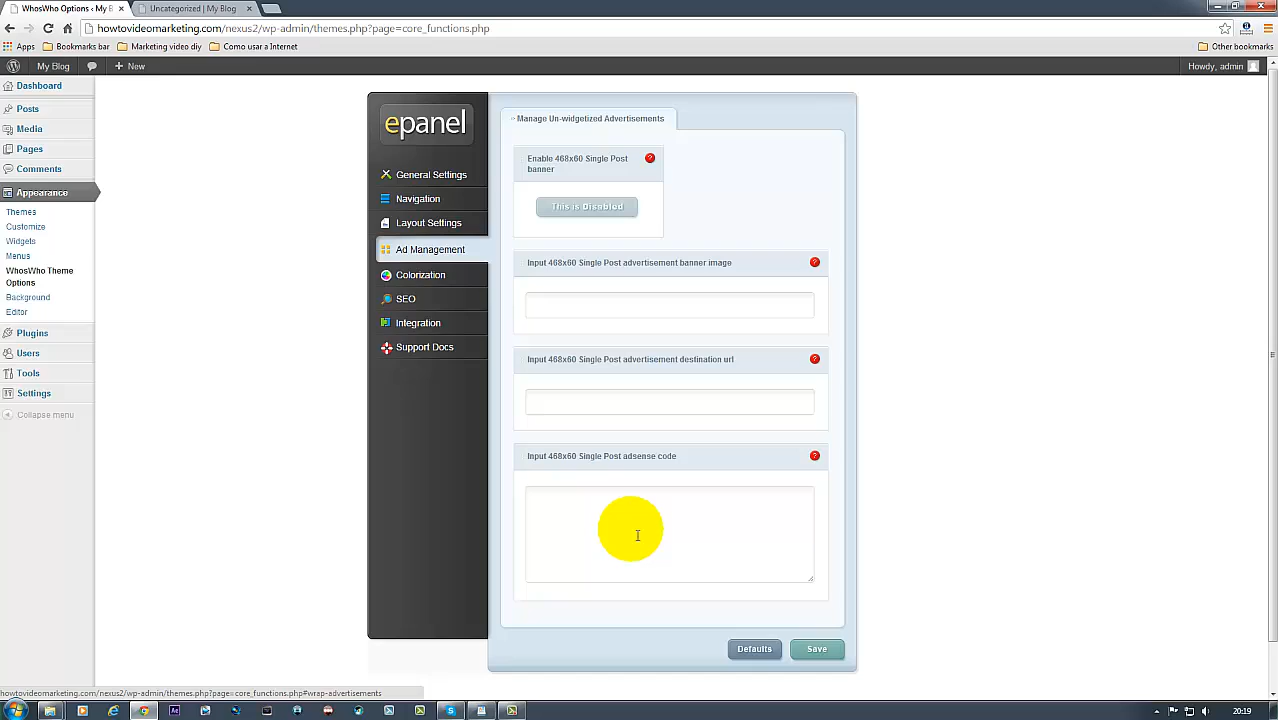 WhosWho Options ‹ My B
Uncategorized | My Blog
howtovideomarketing.com/nexus2/wp-admin/themes.php?page=core_functions.php
Apps
Bookmarks bar
Marketing video diy
Como usar a Internet
Other bookmarks
My Blog
+ New
Howdy, admin
Dashboard
Posts
Media
Pages
Comments
Appearance
Themes
Customize
Widgets
Menus
WhosWho Theme
Options
Background
Editor
Plugins
Users
Tools
Settings
Collapse menu
epanel
General Settings
Navigation
Layout Settings
Ad Management
Colorization
SEO
Integration
Support Docs
Manage Un-widgetized Advertisements
Enable 468x60 Single Post
banner
?
This is Disabled
Input 468x60 Single Post advertisement banner image
?
Input 468x60 Single Post advertisement destination url
?
Input 468x60 Single Post adsense code
?
Defaults
Save
howtovideomarketing.com/nexus2/wp-admin/themes.php?page=core_functions.php#wrap-advertisements
20:19